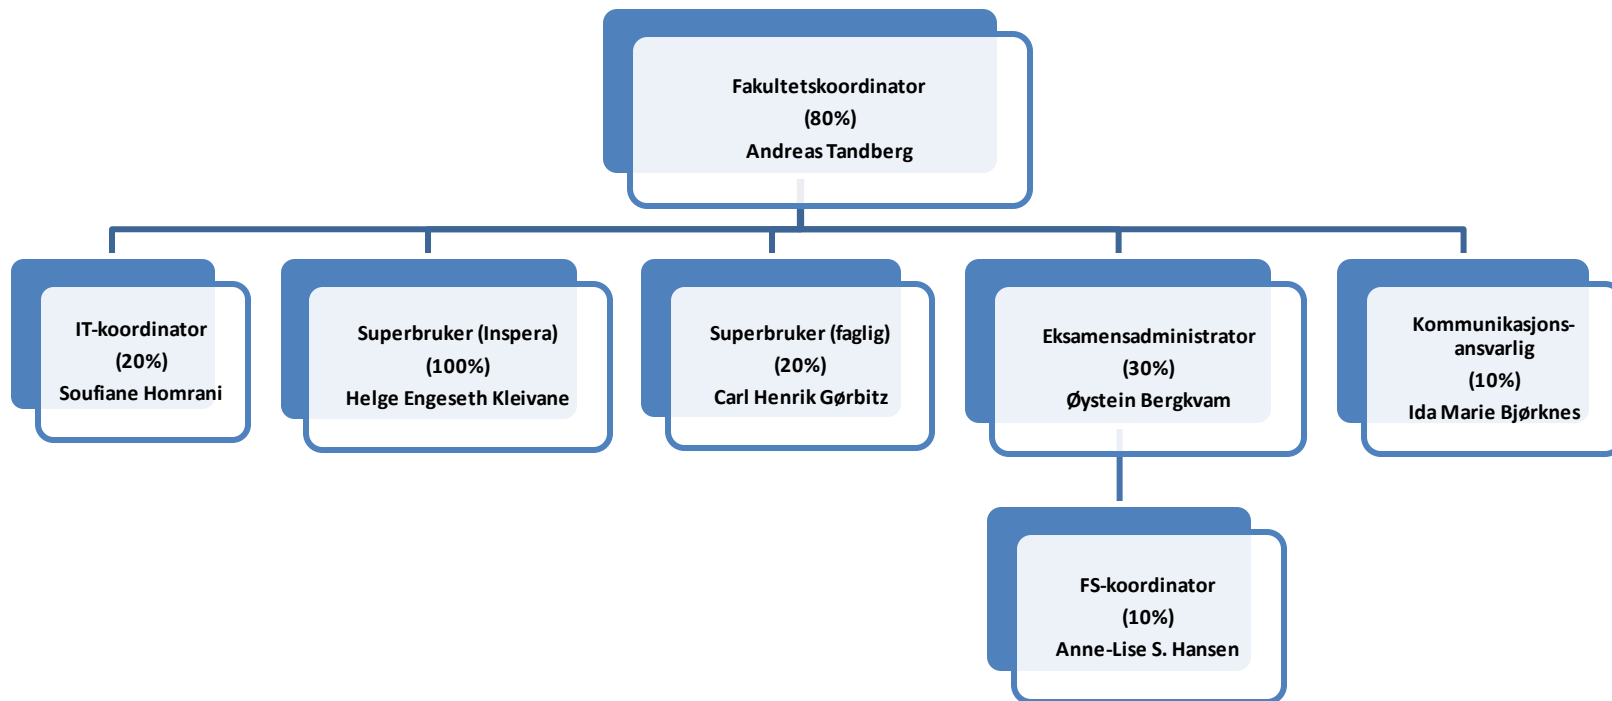 Fakultetskoordinator
(80%)
Andreas Tandberg
IT-koordinator
(20%)
Soufiane Homrani
Superbruker (Inspera)
(100%)
Helge Engeseth Kleivane
Superbruker (faglig)
(20%)
Carl Henrik Gørbitz
Eksamensadministrator
(30%)
Øystein Bergkvam
Kommunikasjons-
ansvarlig
(10%)
Ida Marie Bjørknes
FS-koordinator
(10%)
Anne-Lise S. Hansen